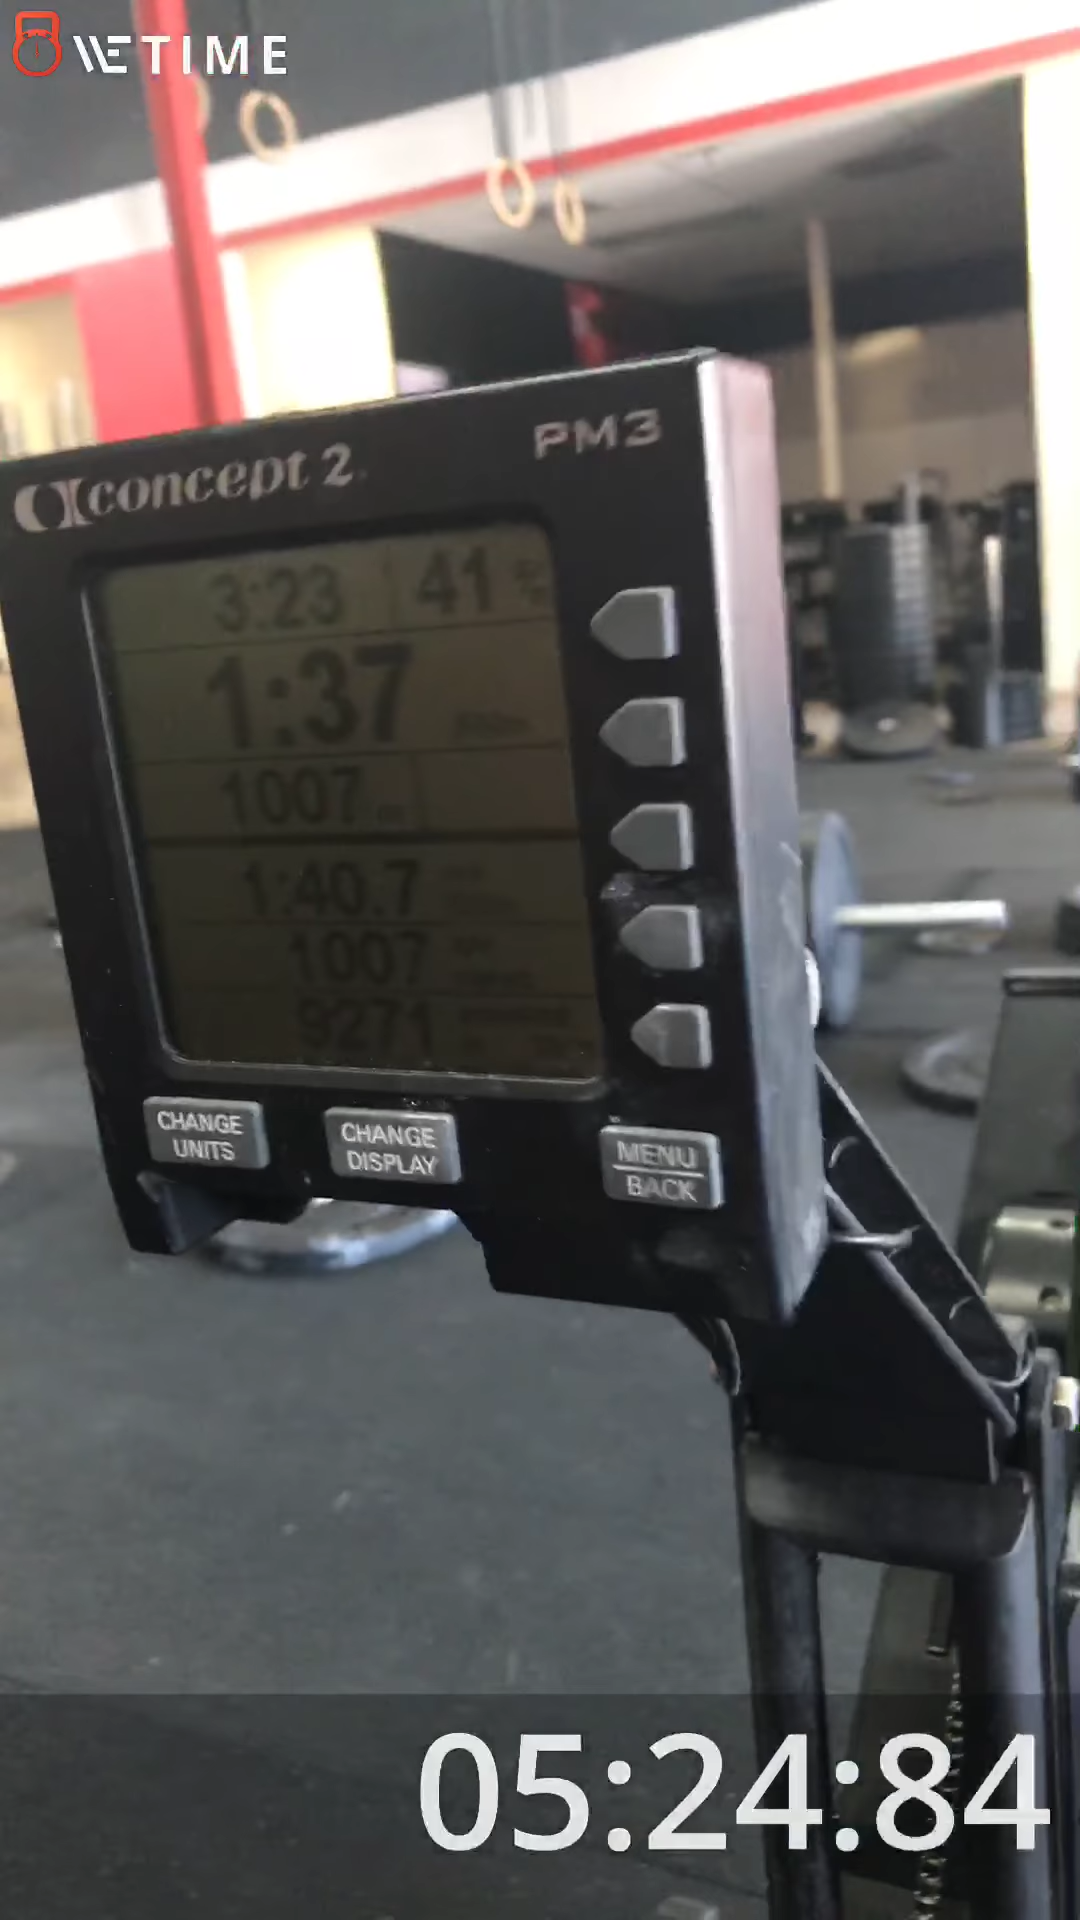 WETIME
concept 2
PM3
3:23
41
1:37
1007
1:40.7
1007
9271
CHANGE UNITS
CHANGE DISPLAY
MENU
BACK
05:24:84